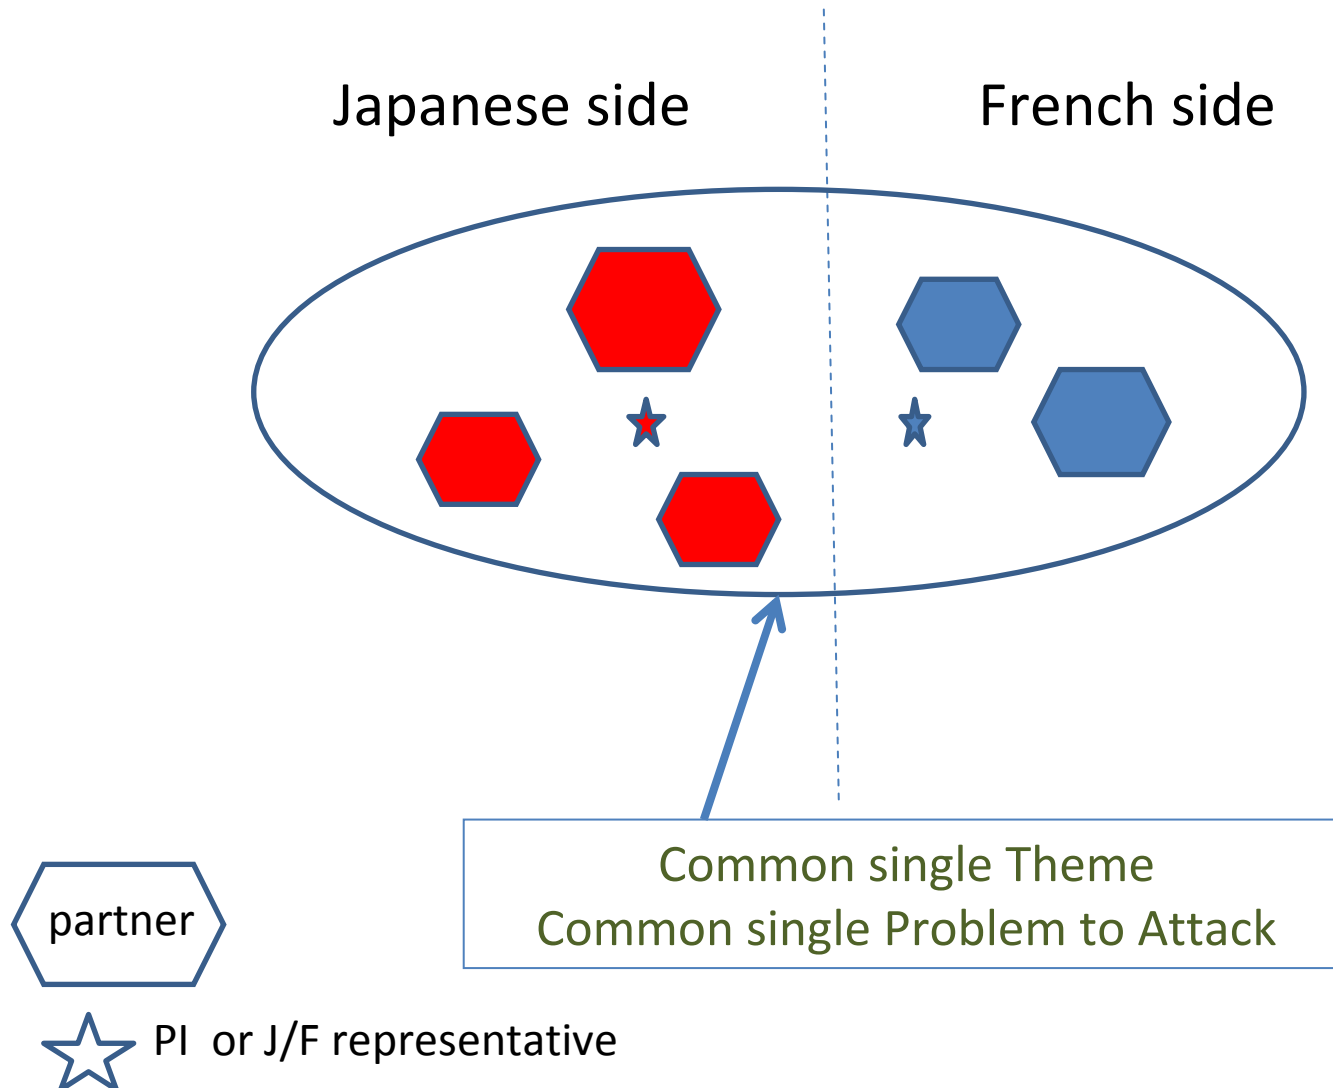 Japanese side
French side
Common single Theme
Common single Problem to Attack
partner
PI or J/F representative